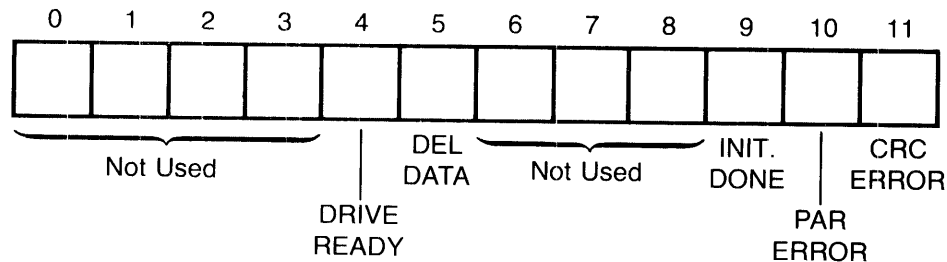 0 1 2 3 4 5 6 7 8 9 10 11
Not Used
DRIVE
READY
DEL
DATA
Not Used
INIT.
DONE
PAR
ERROR
CRC
ERROR